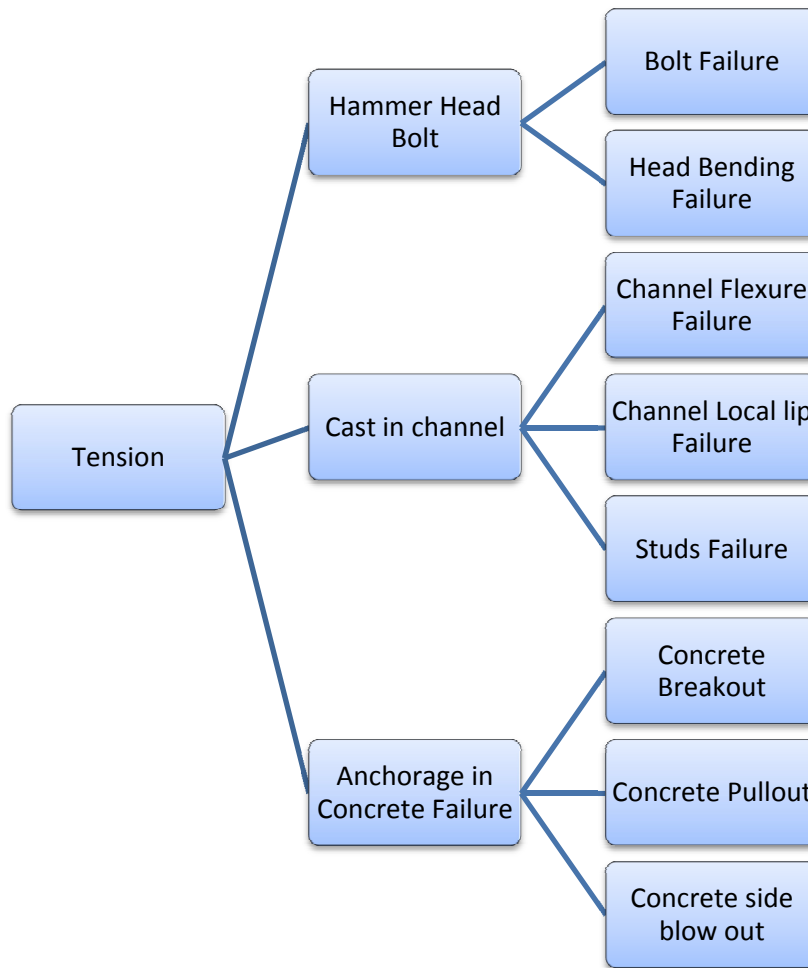 Bolt Failure
Hammer Head
Bolt
Head Bending
Failure
Channel Flexure
Failure
Cast in channel
Channel Local lip
Failure
Tension
Studs Failure
Concrete
Breakout
Anchorage in
Concrete Failure
Concrete Pullout
Concrete side
blow out